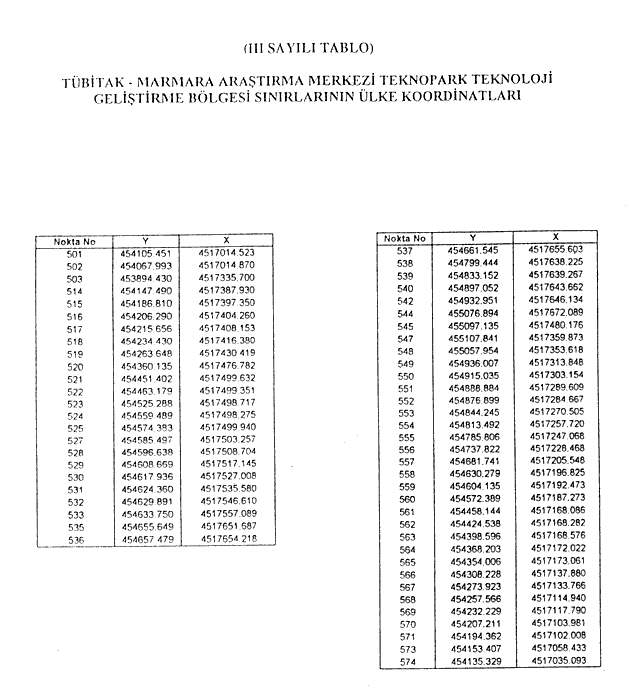 (III SAYILI TABLO)
TÜBİTAK - MARMARA ARAŞTIRMA MERKEZİ TEKNOPARK TEKNOLOJİ
GELİŞTİRME BÖLGESİ SINIRLARININ ÜLKE KOORDİNATLARI
Nokta No Y X
501 454105.451 4517014.523
502 454067.993 4517014.870
503 453894.430 4517335.700
514 454147.490 4517387.930
515 454186.810 4517397.350
516 454206.290 4517404.260
517 454215.656 4517408.153
518 454234.430 4517416.380
519 454263.648 4517430.419
520 454360.135 4517476.782
521 454451.402 4517499.632
522 454463.179 4517499.351
523 454525.288 4517498.717
524 454559.489 4517498.275
525 454574.383 4517499.940
527 454585.497 4517503.257
528 454596.638 4517508.704
529 454608.669 4517517.145
530 454617.936 4517527.008
531 454624.360 4517535.580
532 454629.891 4517546.610
533 454633.750 4517557.089
535 454655.649 4517651.687
536 454657.479 4517654.218
Nokta No Y X
537 454661.545 4517655.603
538 454799.444 4517638.225
539 454833.152 4517639.267
540 454897.052 4517643.662
542 454932.951 4517646.134
544 455076.894 4517672.089
545 455097.135 4517480.176
547 455107.841 4517359.873
548 455057.954 4517353.618
549 454936.007 4517313.848
550 454915.035 4517303.154
551 454888.884 4517289.609
552 454876.899 4517284.667
553 454844.245 4517270.505
554 454813.492 4517257.720
555 454785.806 4517247.068
556 454737.822 4517228.468
557 454681.741 4517205.548
558 454630.279 4517196.825
559 454604.135 4517192.473
560 454572.389 4517187.273
561 454458.144 4517168.086
562 454424.538 4517168.282
563 454398.596 4517168.576
564 454368.203 4517172.022
565 454354.006 4517173.061
566 454308.228 4517137.880
567 454273.923 4517133.766
568 454257.566 4517114.940
569 454232.229 4517117.790
570 454207.211 4517103.981
571 454194.362 4517102.008
573 454153.407 4517058.433
574 454135.329 4517035.093